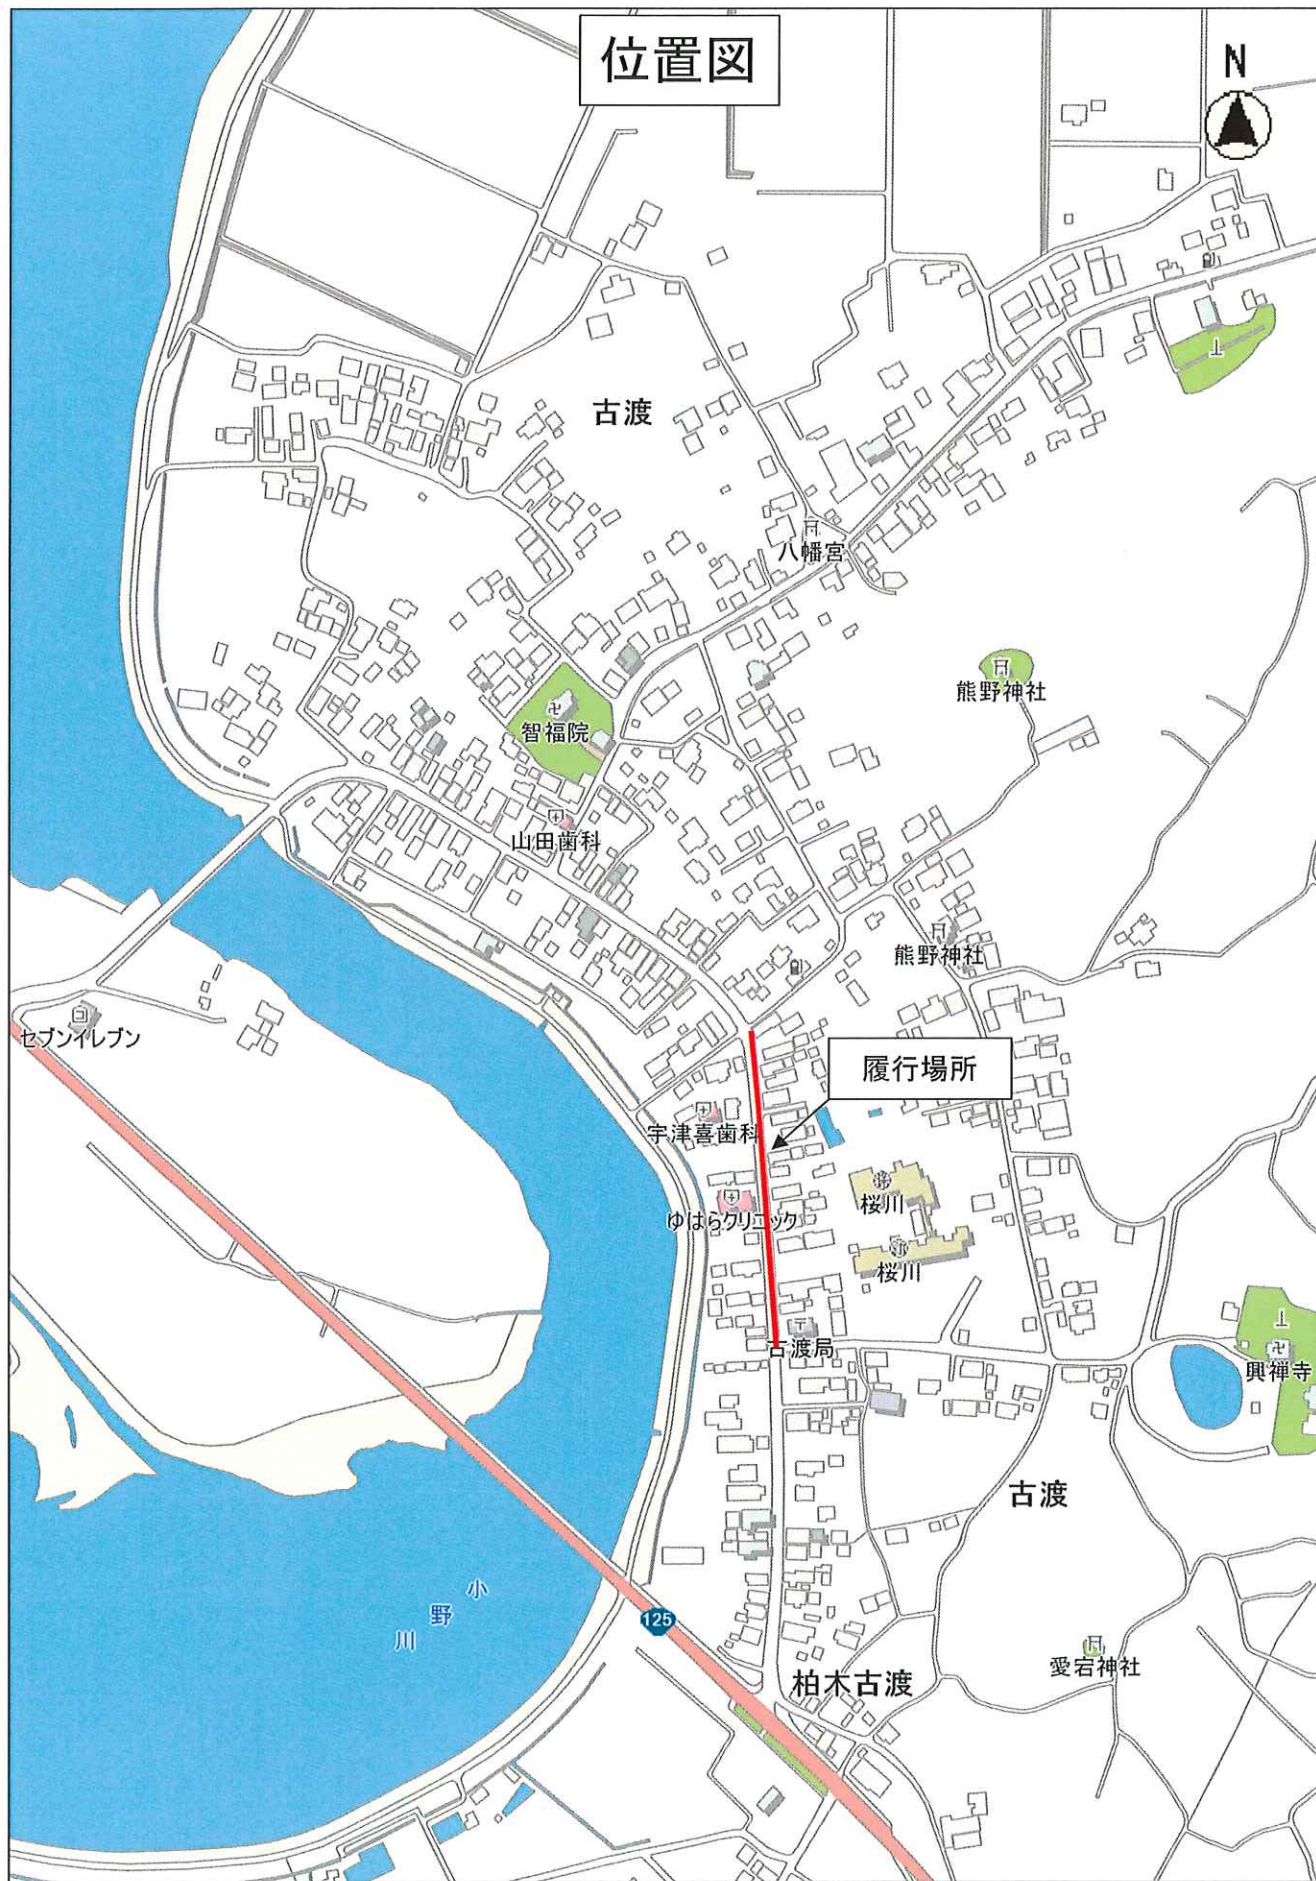 位置図
N
古渡
八幡宮
熊野神社
智福院
山田歯科
熊野神社
セブンイレブン
履行場所
宇津喜歯科
桜川
ゆはらクリニック
桜川
古渡局
興禅寺
古渡
小野川
125
愛宕神社
柏木古渡